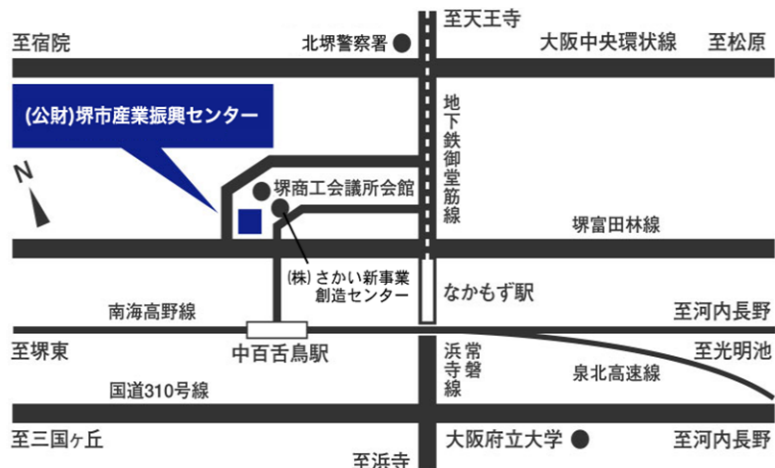 至天王寺
至宿院
北堺警察署
大阪中央環状線
至松原
(公財)堺市産業振興センター
地下鉄御堂筋線
N
堺商工会議所会館
堺富田林線
(株)さかい新事業
創造センター
なかもず駅
南海高野線
至河内長野
至堺東
中百舌鳥駅
常磐
浜寺線
至光明池
泉北高速線
国道310号線
至三国ヶ丘
大阪府立大学
至河内長野
至浜寺